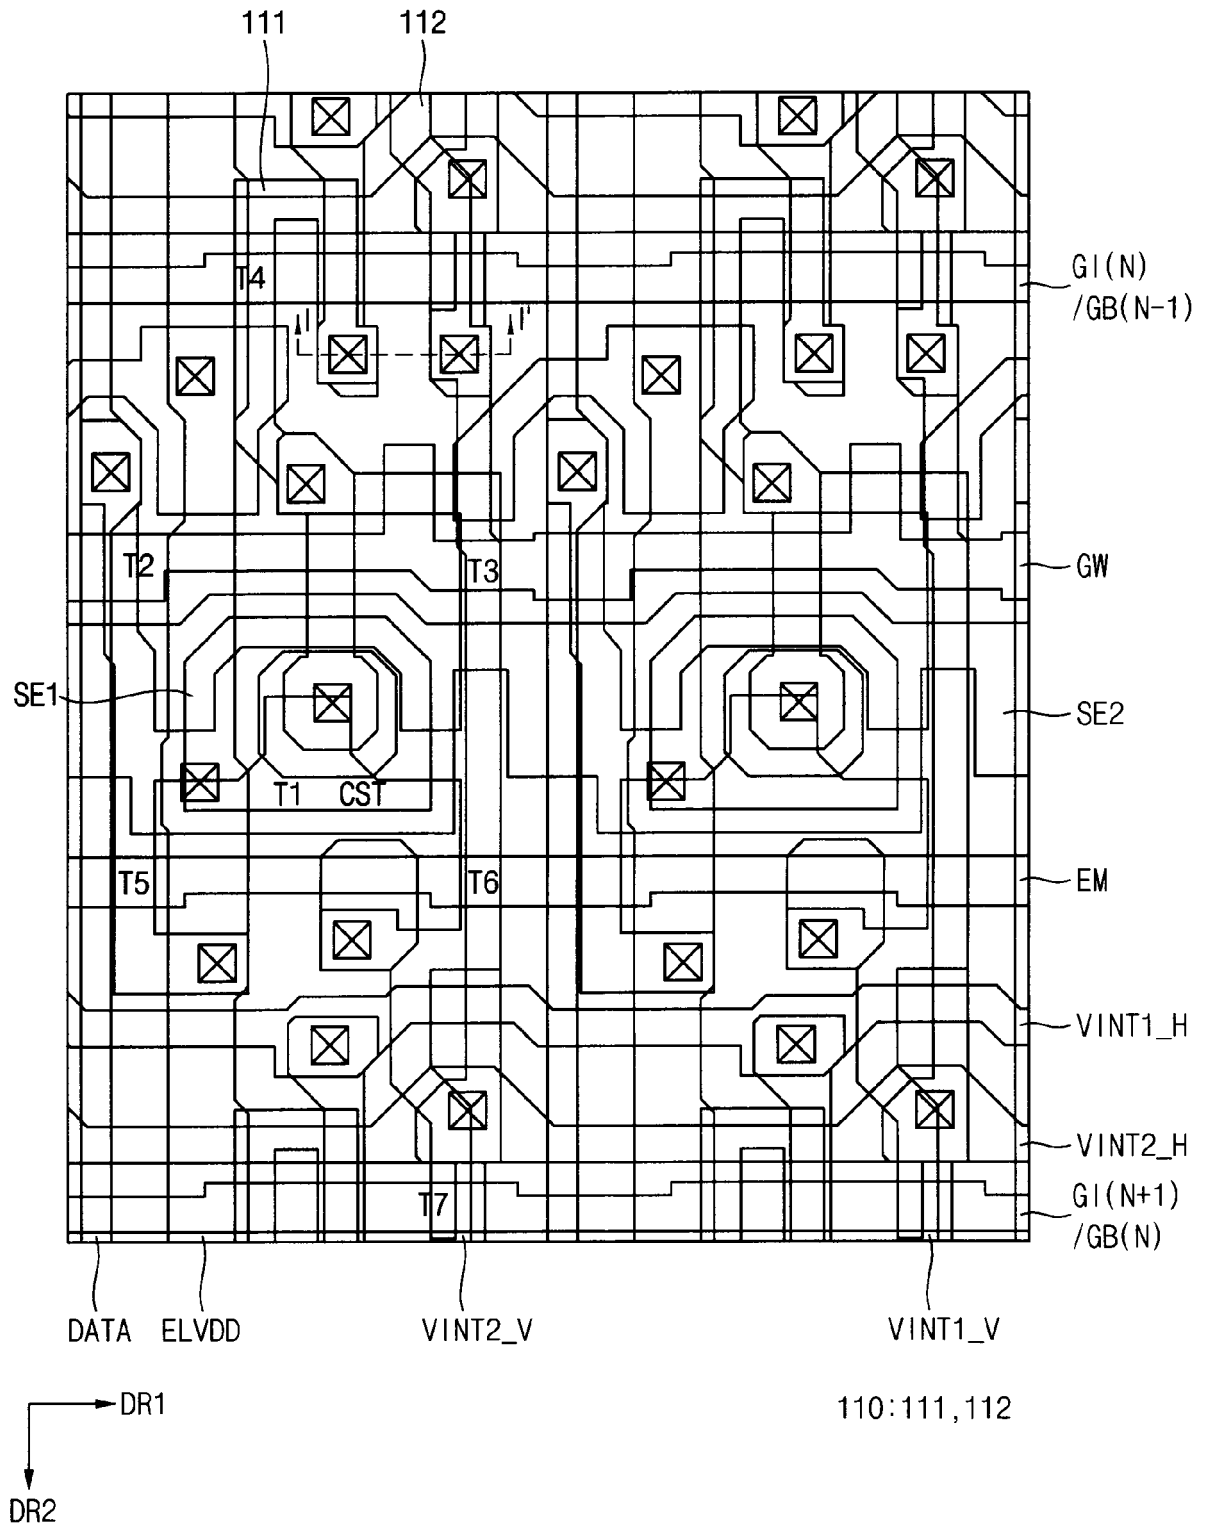 111
112
T4
GI(N)
/GB(N-1)
I
I'
T2
T3
GW
SE1
SE2
T1
CST
T5
T6
EM
VINT1_H
VINT2_H
T7
GI(N+1)
/GB(N)
DATA
ELVDD
VINT2_V
VINT1_V
DR1
110:111,112
DR2